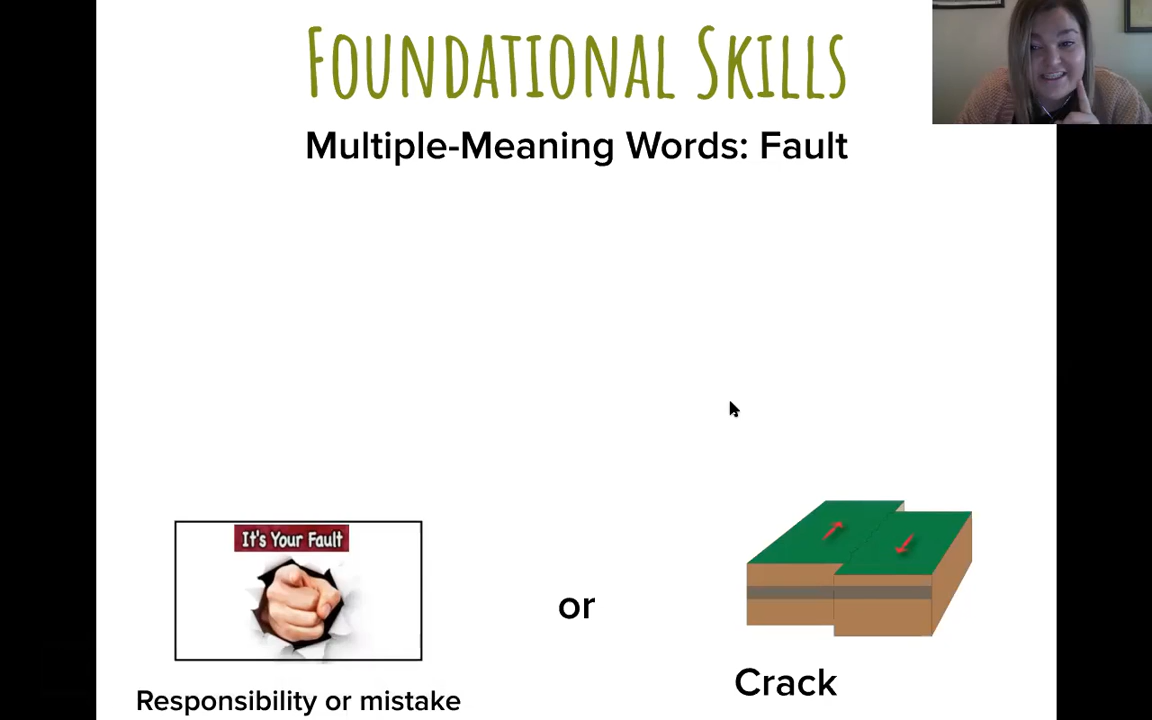 Foundational Skills
Multiple-Meaning Words: Fault
It's Your Fault
or
Responsibility or mistake
Crack